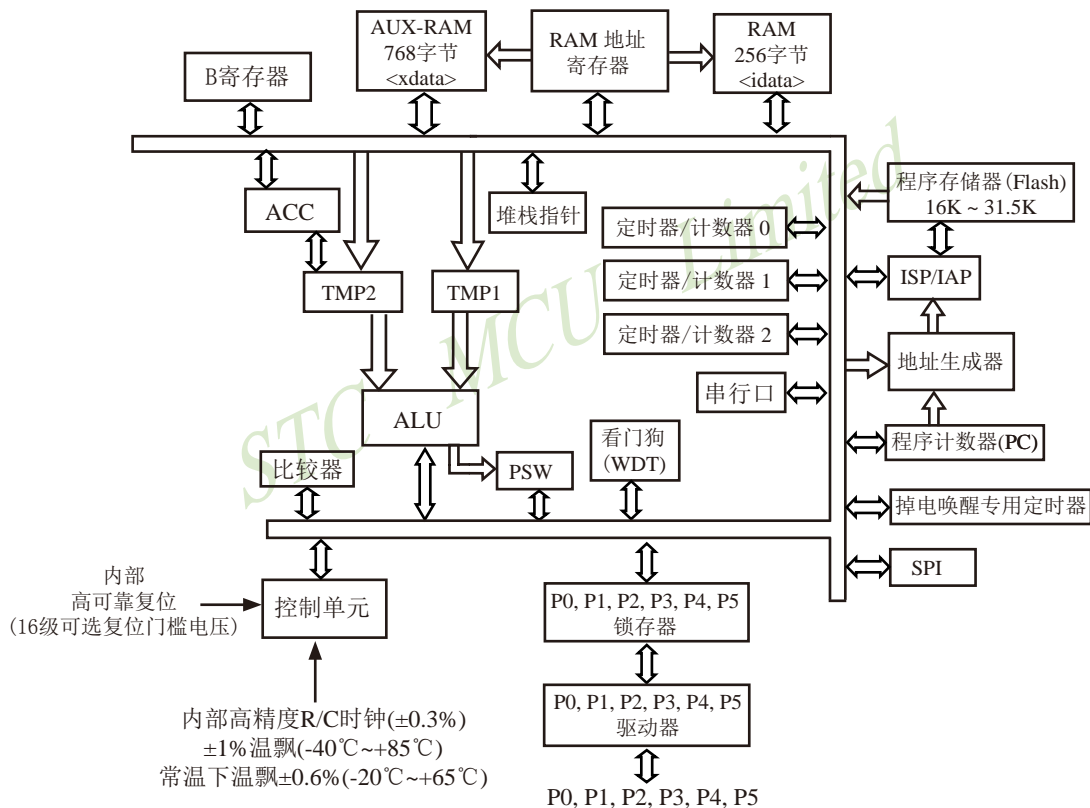 AUX-RAM
768字节
<xdata>
RAM 地址
寄存器
RAM
256字节
<idata>
B寄存器
ACC
堆栈指针
程序存储器(Flash)
16K ~ 31.5K
定时器/计数器 0
定时器/计数器 1
定时器/计数器 2
ISP/IAP
TMP2
TMP1
地址生成器
串行口
ALU
程序计数器(PC)
看门狗
(WDT)
比较器
PSW
掉电唤醒专用定时器
SPI
内部
高可靠复位
(16级可选复位门槛电压)
控制单元
P0, P1, P2, P3, P4, P5
锁存器
内部高精度R/C时钟(±0.3%)
±1%温飘(-40℃~+85℃)
常温下温飘±0.6%(-20℃~+65℃)
P0, P1, P2, P3, P4, P5
驱动器
P0, P1, P2, P3, P4, P5
STC MCU Limited